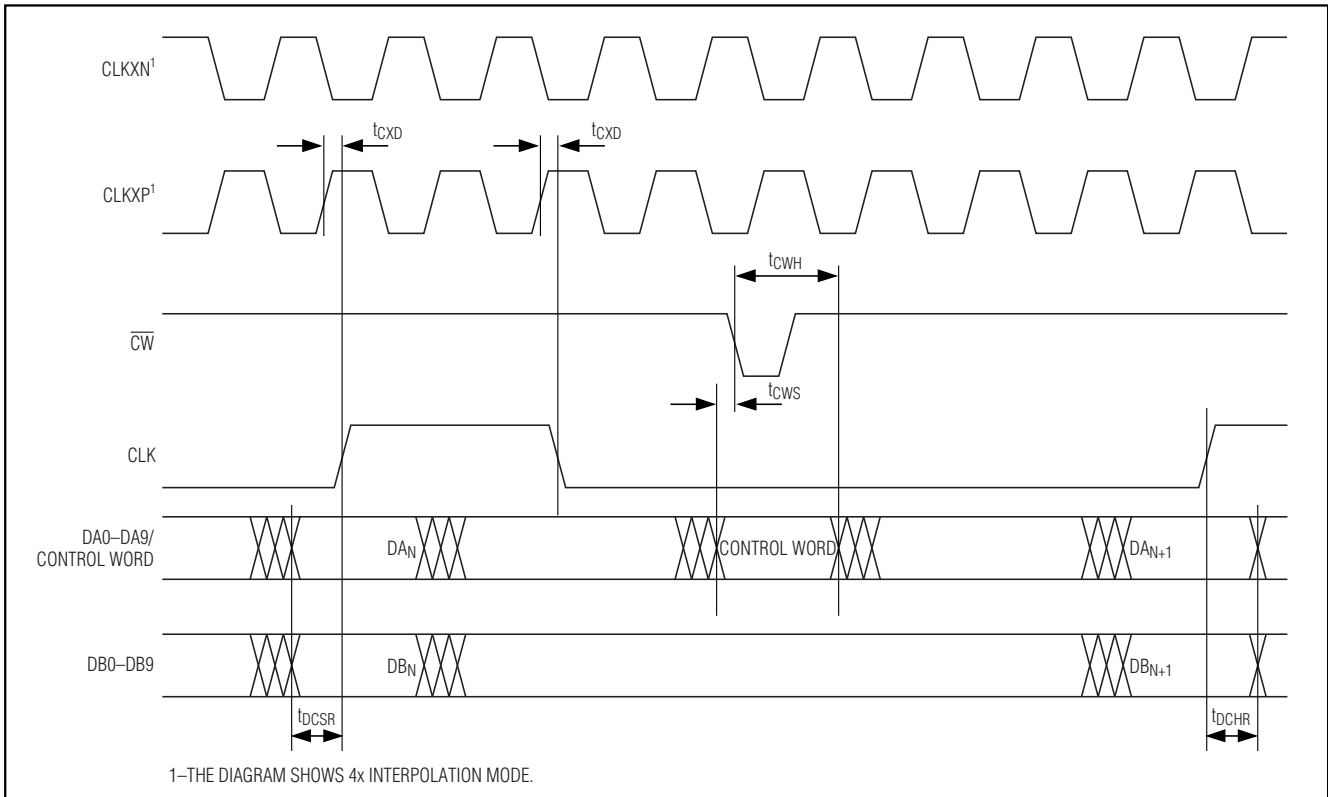 CLKXN¹
tCXD tCXD
CLKXP¹
tCWH
C̅W̅
tCWS
CLK
DA0–DA9/
CONTROL WORD
DAN CONTROL WORD DAN+1
DB0–DB9
DBN DBN+1
tDCSR tDCHR
1–THE DIAGRAM SHOWS 4x INTERPOLATION MODE.